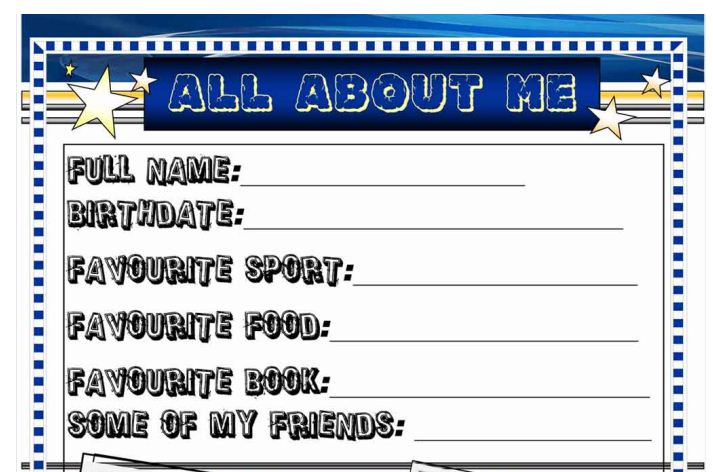 ALL ABOUT ME
FULL NAME:
BIRTHDATE:
FAVOURITE SPORT:
FAVOURITE FOOD:
FAVOURITE BOOK:
SOME OF MY FRIENDS: